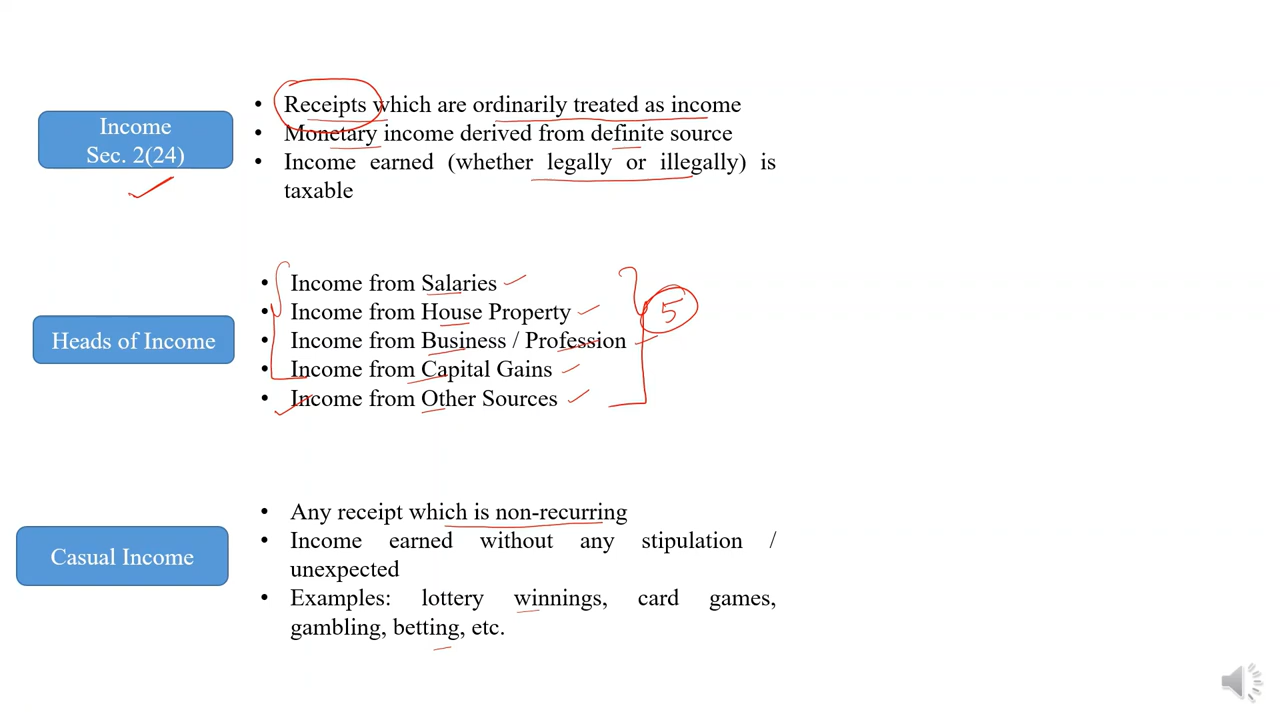 Income
Sec. 2(24)
• Receipts which are ordinarily treated as income
• Monetary income derived from definite source
• Income earned (whether legally or illegally) is
taxable
Heads of Income
• Income from Salaries
• Income from House Property
• Income from Business / Profession
• Income from Capital Gains
• Income from Other Sources
5
Casual Income
• Any receipt which is non-recurring
• Income earned without any stipulation /
unexpected
• Examples: lottery winnings, card games,
gambling, betting, etc.